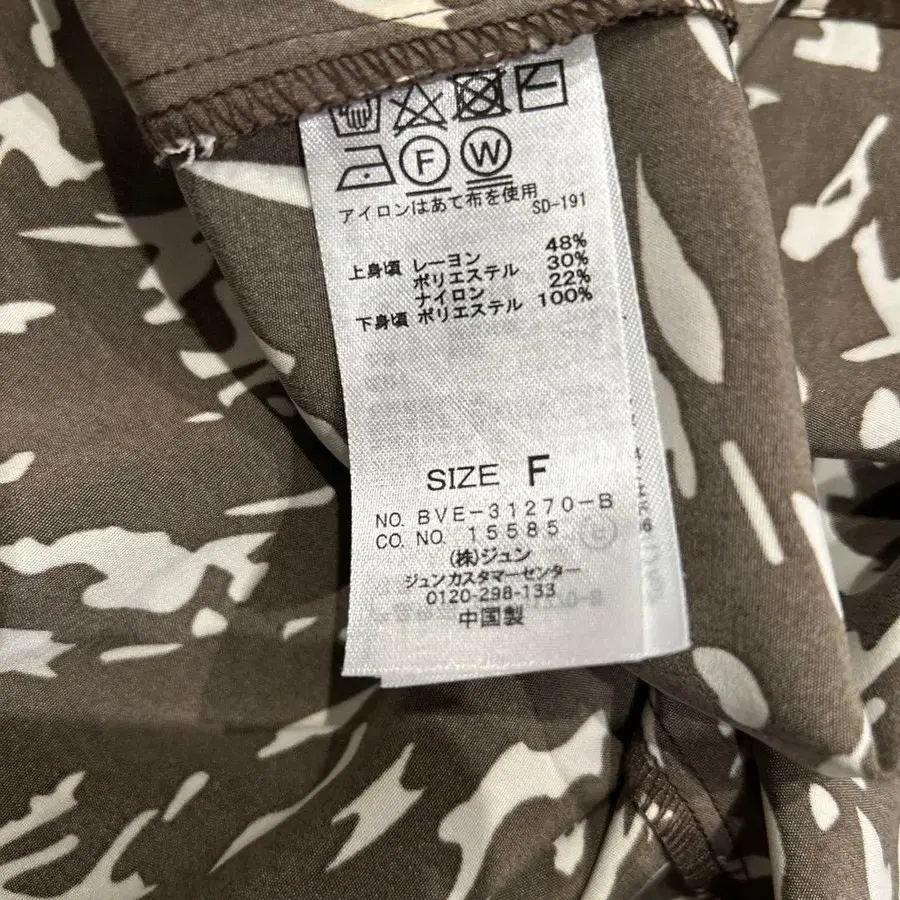 F W
アイロンはあて布を使用
SD-191
上身頃 レーヨン 48%
ポリエステル 30%
ナイロン 22%
下身頃 ポリエステル 100%
SIZE F
NO. BVE-31270-B
CO. NO. 15585
(株)ジュン
ジュンカスタマーセンター
0120-298-133
中国製